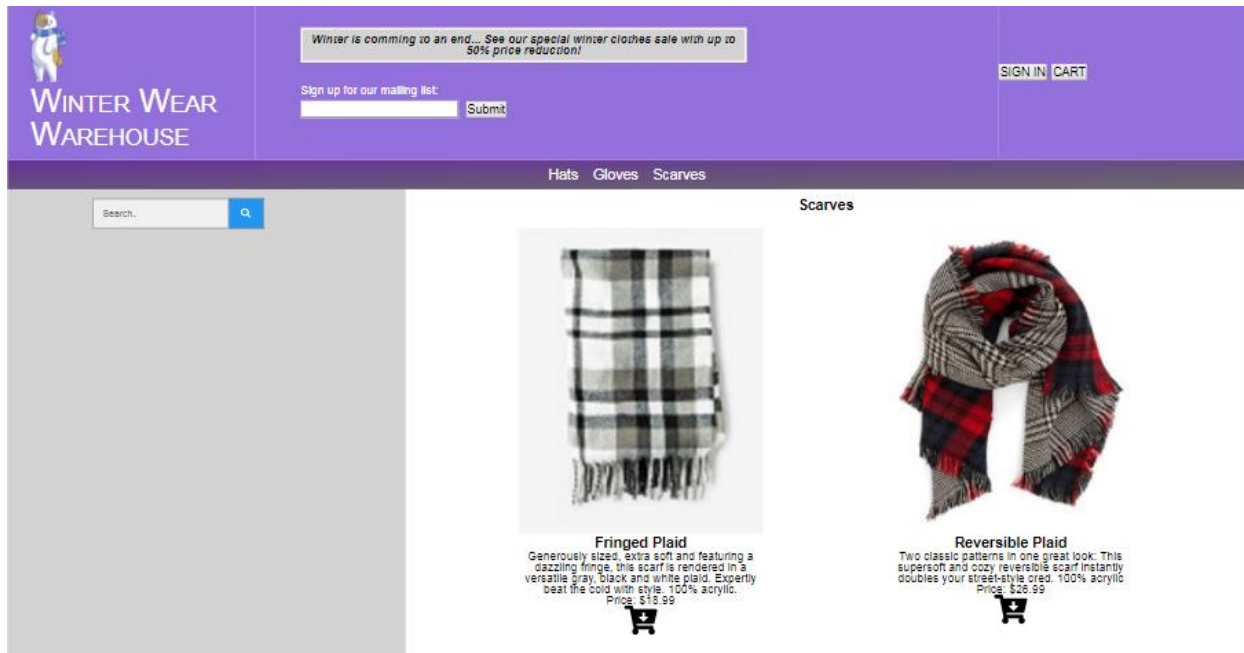 WINTER WEAR
WAREHOUSE
Winter is comming to an end... See our special winter clothes sale with up to
50% price reduction!
Sign up for our mailing list:
Submit
SIGN IN CART
Hats Gloves Scarves
Search..
Scarves
Fringed Plaid
Generously sized, extra soft and featuring a
dazzling fringe, this scarf is rendered in a
versatile gray, black and white plaid. Expertly
beat the cold with style. 100% acrylic.
Price: $18.99
Reversible Plaid
Two classic patterns in one great look: This
supersoft and cozy reversible scarf instantly
doubles your street-style cred. 100% acrylic
Price: $26.99